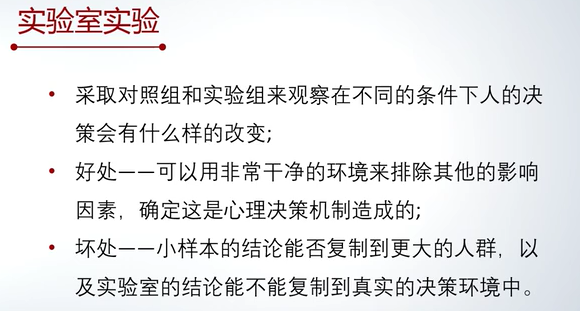 实验室实验
• 采取对照组和实验组来观察在不同的条件下人的决
策会有什么样的改变;
• 好处——可以用非常干净的环境来排除其他的影响
因素，确定这是心理决策机制造成的;
• 坏处——小样本的结论能否复制到更大的人群，以
及实验室的结论能不能复制到真实的决策环境中。